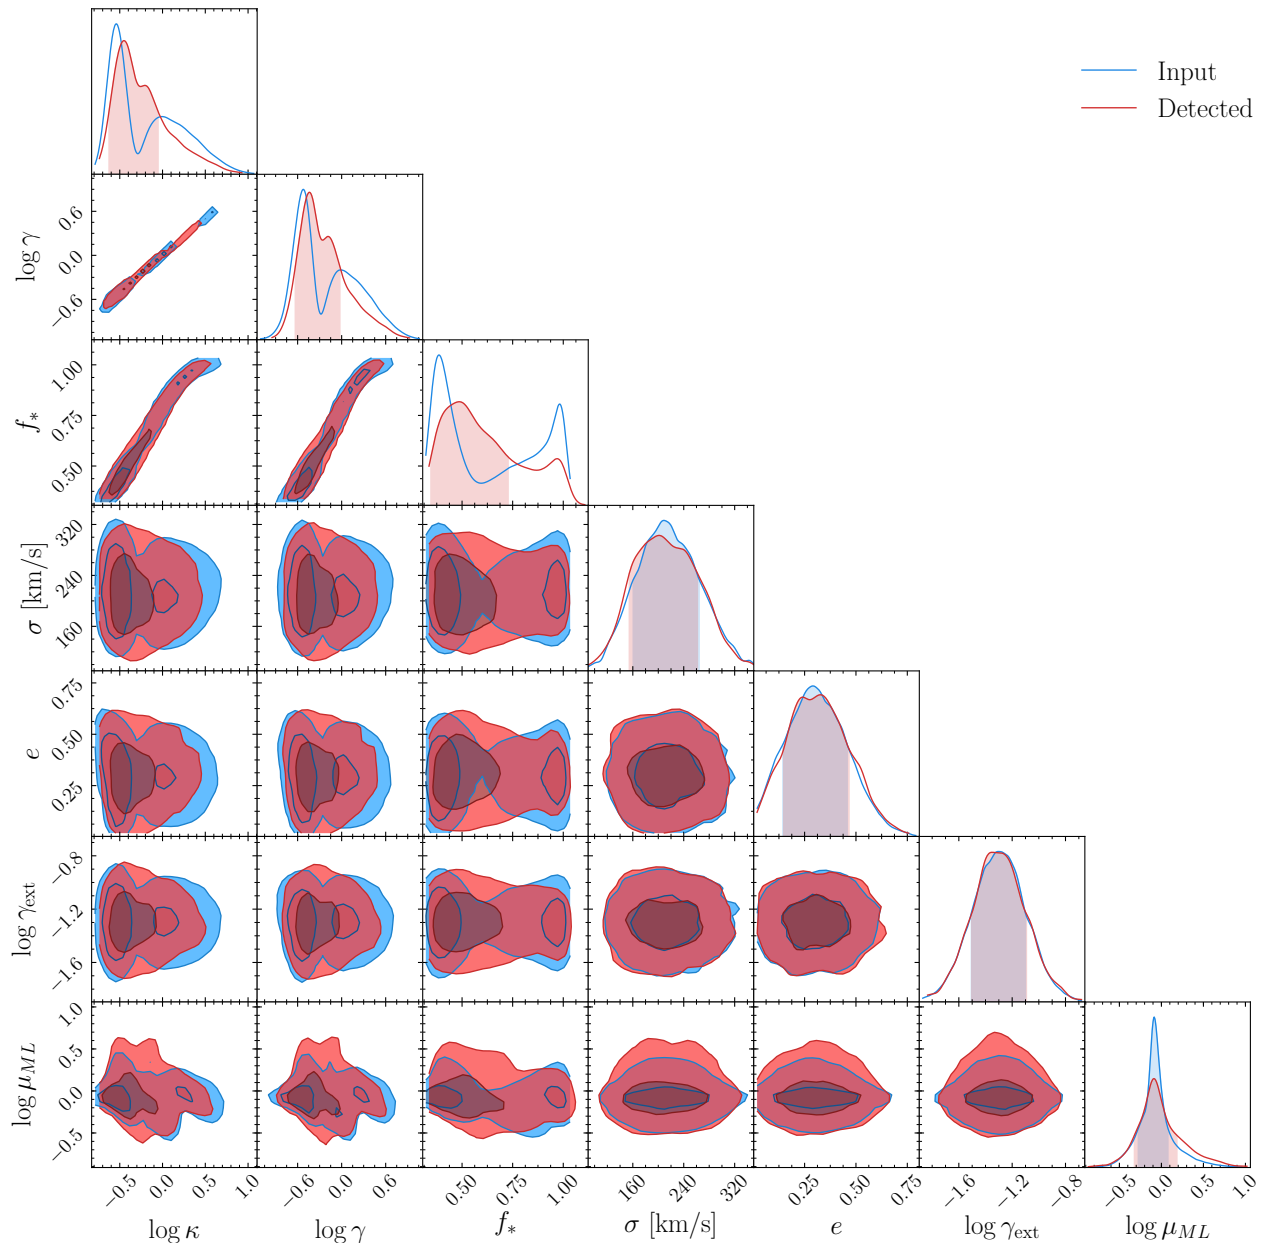 Input
Detected
log γ
0.6
0.0
−0.6
f*
1.00
0.75
0.50
σ [km/s]
320
240
160
e
0.75
0.50
0.25
log γext
−0.8
−1.2
−1.6
log μML
1.0
0.5
0.0
−0.5
−0.5 0.0 0.5 1.0
−0.6 0.0 0.6
0.50 0.75 1.00
160 240 320
0.25 0.50 0.75
−1.6 −1.2 −0.8
−0.5 0.0 0.5 1.0
log κ
log γ
f*
σ [km/s]
e
log γext
log μML